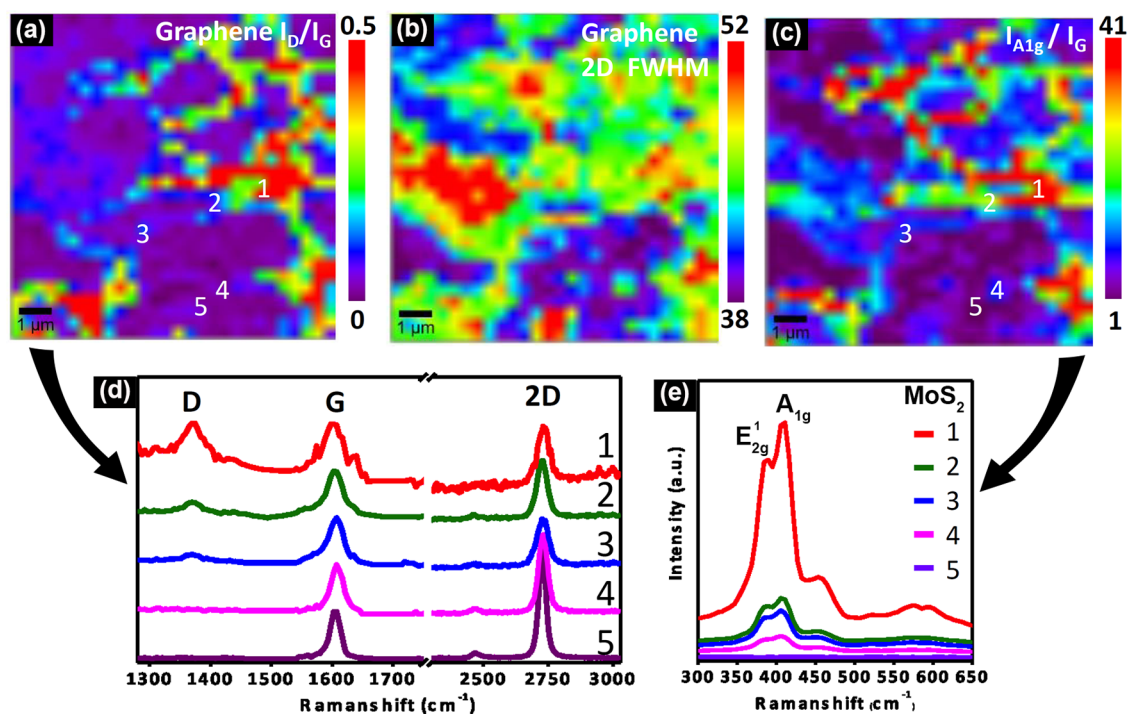 (a)
Graphene I_D/I_G
0.5
0
1
2
3
4
5
1 µm
(b)
Graphene
2D FWHM
52
38
1 µm
(c)
I_A1g / I_G
41
1
1
2
3
4
5
1 µm
(d)
D
G
2D
1
2
3
4
5
1300 1400 1500 1600 1700 2500 2750 3000
Ramanshift (cm⁻¹)
(e)
Intensity (a.u.)
E¹₂g
A₁g
MoS₂
1
2
3
4
5
300 350 400 450 500 550 600 650
Ramanshift (cm⁻¹)